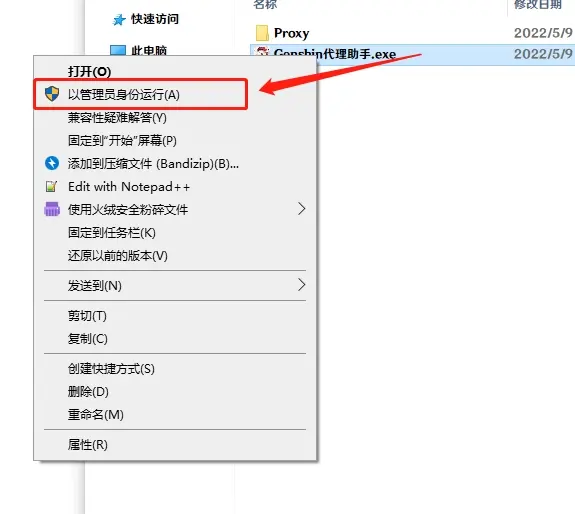 名称
修改日期
快速访问
Proxy
2022/5/9
此电脑
Genshin代理助手.exe
2022/5/9
打开(O)
以管理员身份运行(A)
兼容性疑难解答(Y)
固定到"开始"屏幕(P)
添加到压缩文件 (Bandizip)(B)...
Edit with Notepad++
使用火绒安全粉碎文件
固定到任务栏(K)
还原以前的版本(V)
发送到(N)
剪切(T)
复制(C)
创建快捷方式(S)
删除(D)
重命名(M)
属性(R)